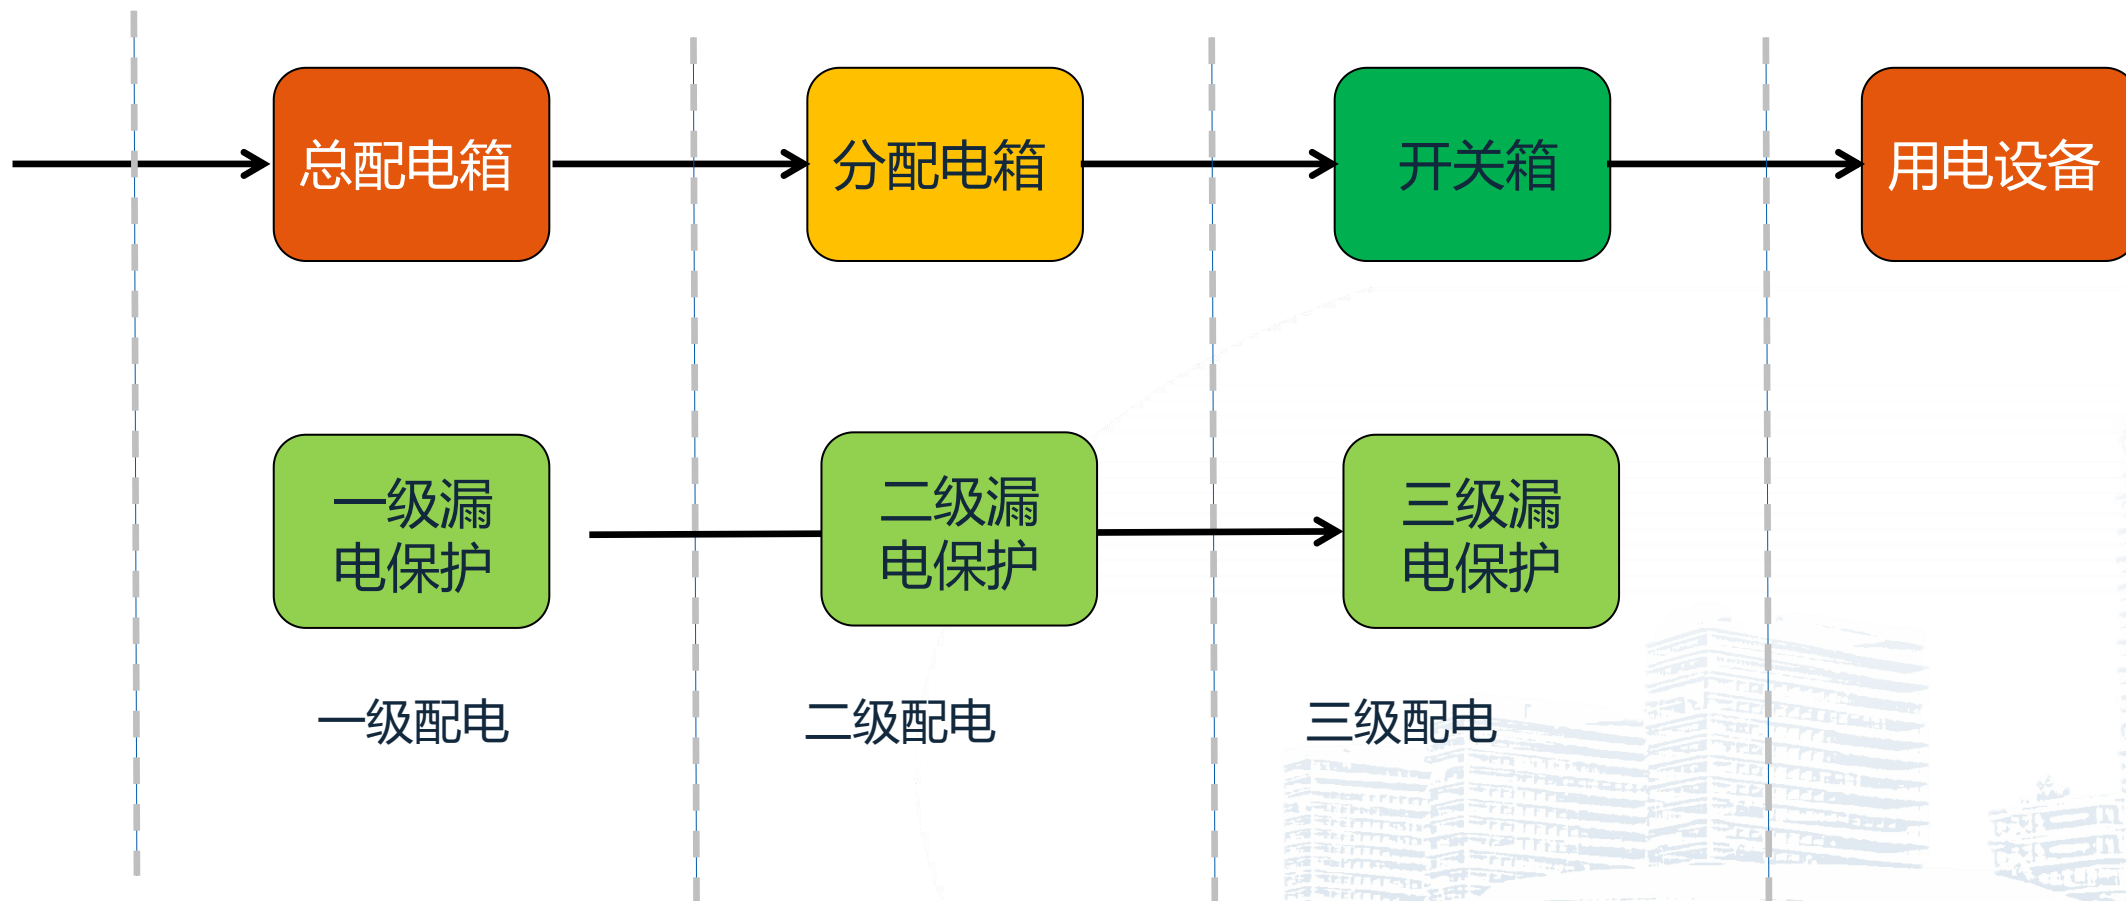 总配电箱
分配电箱
开关箱
用电设备
一级漏
电保护
二级漏
电保护
三级漏
电保护
一级配电
二级配电
三级配电